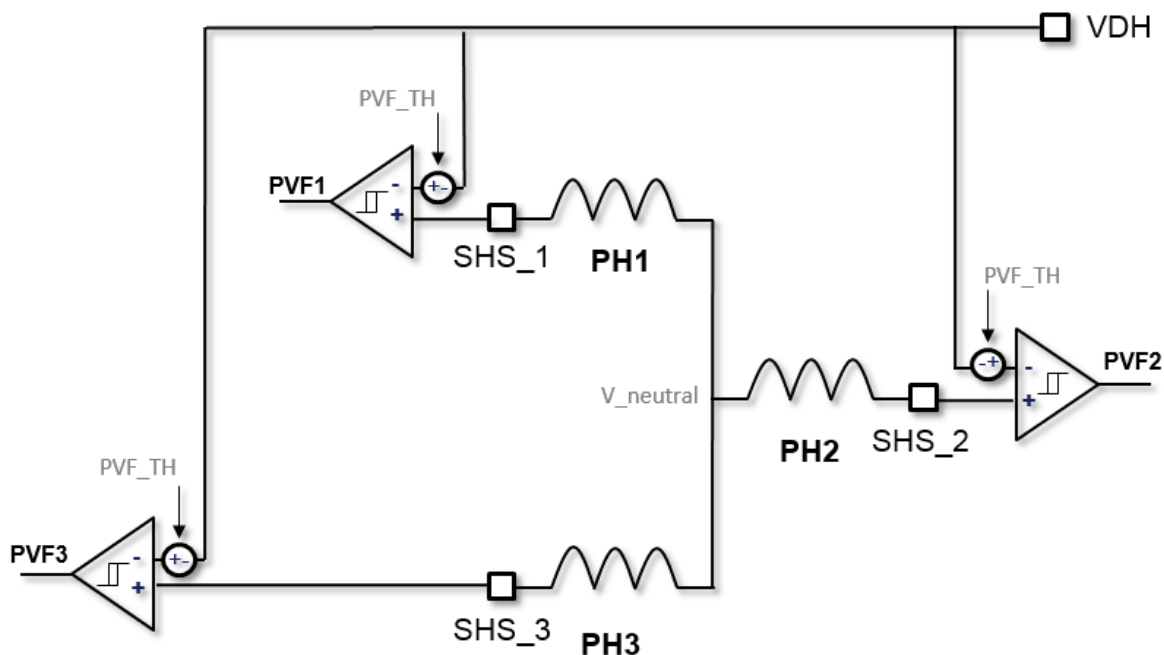 VDH
PVF_TH
PVF1
-
+
+-
SHS_1
PH1
PVF_TH
-+
-
+
PVF2
V_neutral
PH2
SHS_2
PVF_TH
PVF3
-
+
+-
SHS_3
PH3